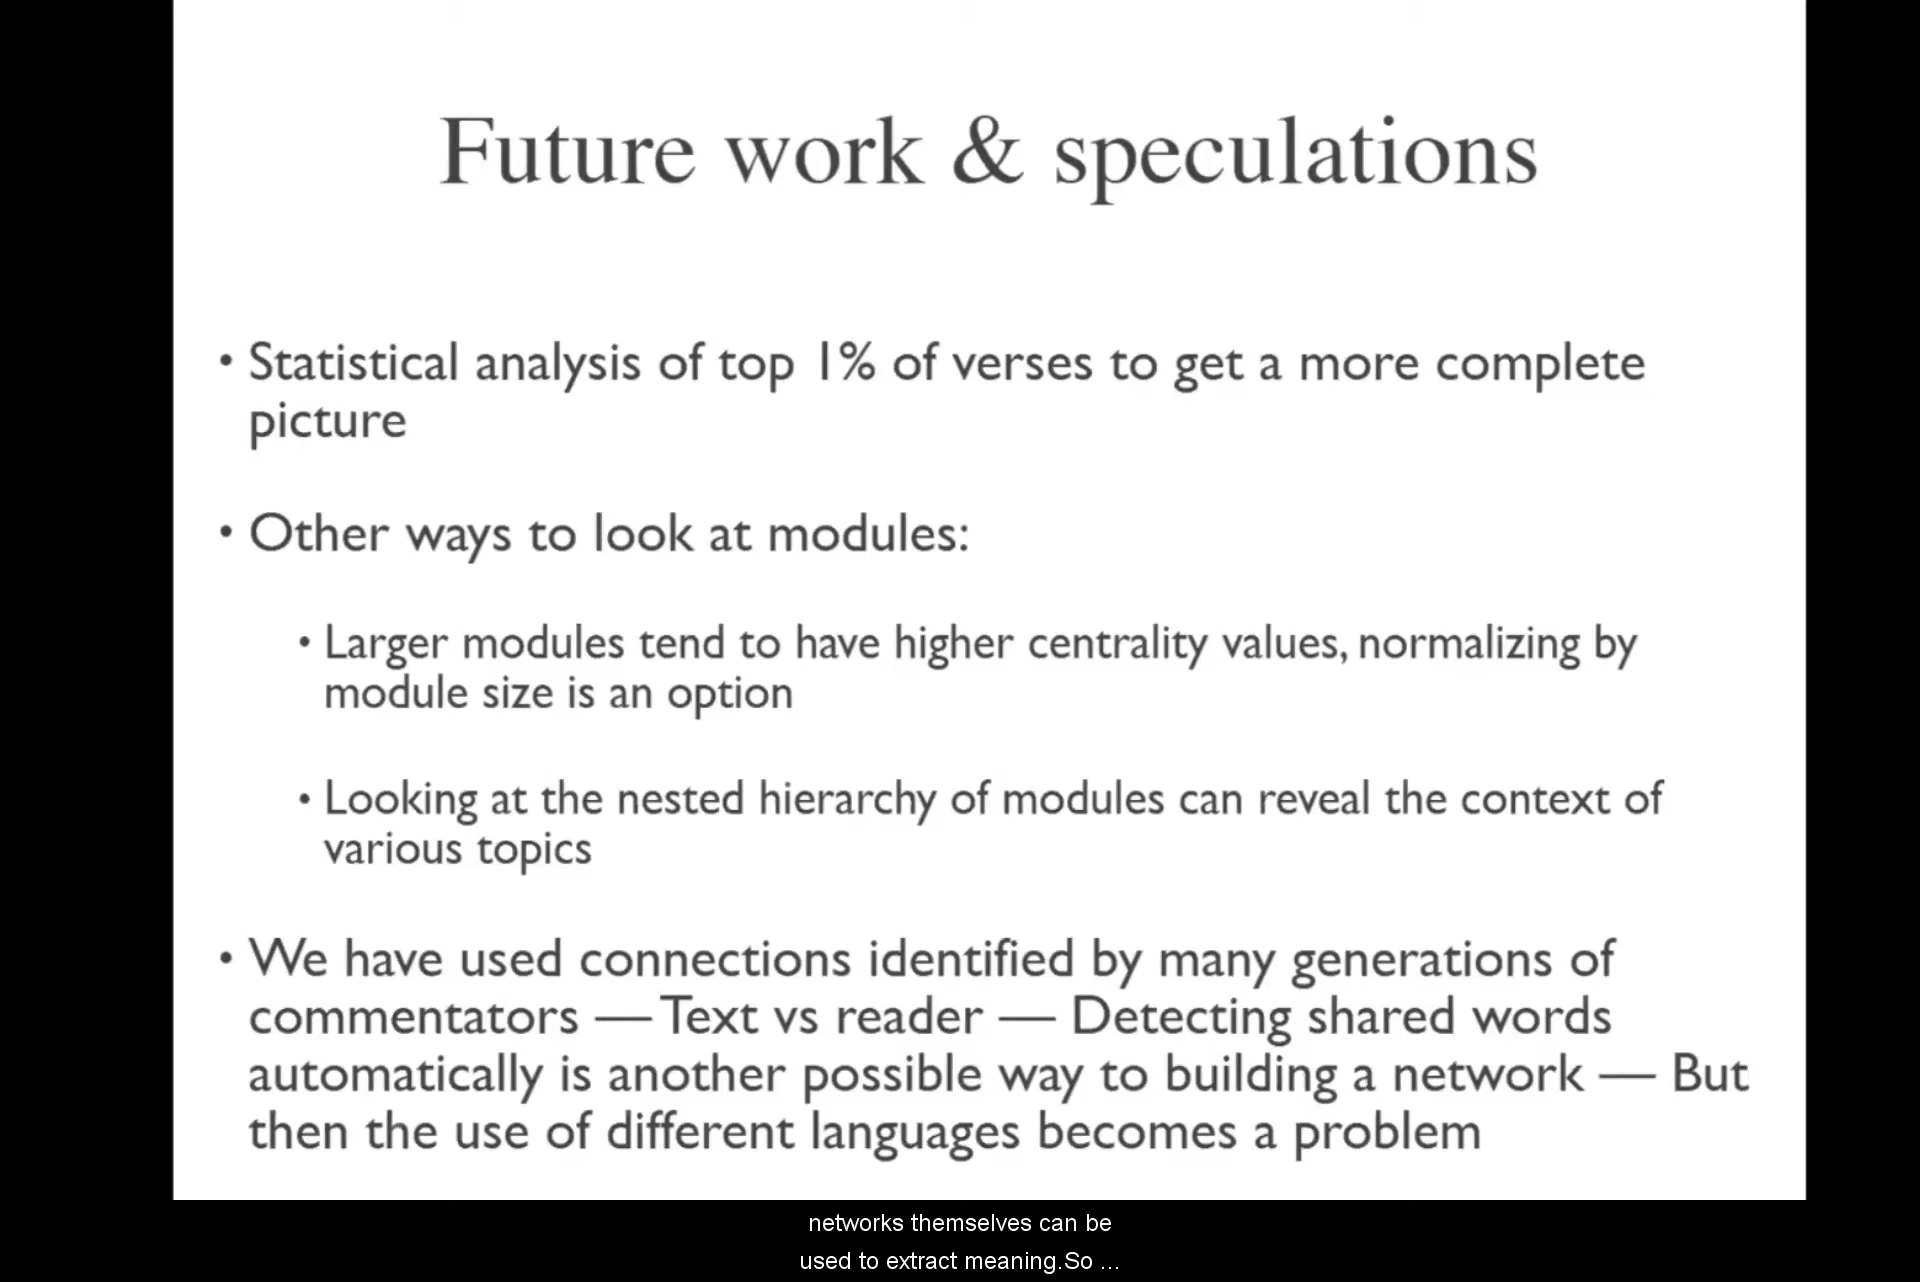 Future work & speculations
• Statistical analysis of top 1% of verses to get a more complete
picture
• Other ways to look at modules:
• Larger modules tend to have higher centrality values, normalizing by
module size is an option
• Looking at the nested hierarchy of modules can reveal the context of
various topics
• We have used connections identified by many generations of
commentators — Text vs reader — Detecting shared words
automatically is another possible way to building a network — But
then the use of different languages becomes a problem
networks themselves can be
used to extract meaning.So ...